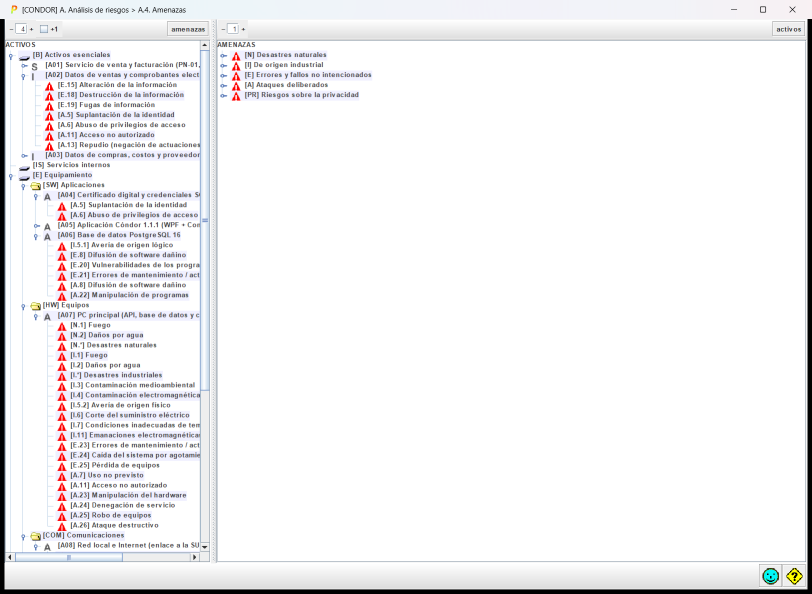 [CONDOR] A. Análisis de riesgos > A.4. Amenazas
− 4 + +1 amenazas
ACTIVOS
[B] Activos esenciales
S [A01] Servicio de venta y facturación (PN-01,
I [A02] Datos de ventas y comprobantes elect
[E.15] Alteración de la información
[E.18] Destrucción de la información
[E.19] Fugas de información
[A.5] Suplantación de la identidad
[A.6] Abuso de privilegios de acceso
[A.11] Acceso no autorizado
[A.13] Repudio (negación de actuaciones
I [A03] Datos de compras, costos y proveedor
[IS] Servicios internos
[E] Equipamiento
[SW] Aplicaciones
A [A04] Certificado digital y credenciales S
[A.5] Suplantación de la identidad
[A.6] Abuso de privilegios de acceso
A [A05] Aplicación Cóndor 1.1.1 (WPF + Con
A [A06] Base de datos PostgreSQL 16
[I.5.1] Avería de origen lógico
[E.8] Difusión de software dañino
[E.20] Vulnerabilidades de los progra
[E.21] Errores de mantenimiento / act
[A.8] Difusión de software dañino
[A.22] Manipulación de programas
[HW] Equipos
A [A07] PC principal (API, base de datos y c
[N.1] Fuego
[N.2] Daños por agua
[N.*] Desastres naturales
[I.1] Fuego
[I.2] Daños por agua
[I.*] Desastres industriales
[I.3] Contaminación medioambiental
[I.4] Contaminación electromagnética
[I.5.2] Avería de origen físico
[I.6] Corte del suministro eléctrico
[I.7] Condiciones inadecuadas de tem
[I.11] Emanaciones electromagnética
[E.23] Errores de mantenimiento / act
[E.24] Caída del sistema por agotamie
[E.25] Pérdida de equipos
[A.7] Uso no previsto
[A.11] Acceso no autorizado
[A.23] Manipulación del hardware
[A.24] Denegación de servicio
[A.25] Robo de equipos
[A.26] Ataque destructivo
[COM] Comunicaciones
A [A08] Red local e Internet (enlace a la SU
− 1 + activos
AMENAZAS
[N] Desastres naturales
[I] De origen industrial
[E] Errores y fallos no intencionados
[A] Ataques deliberados
[PR] Riesgos sobre la privacidad
?